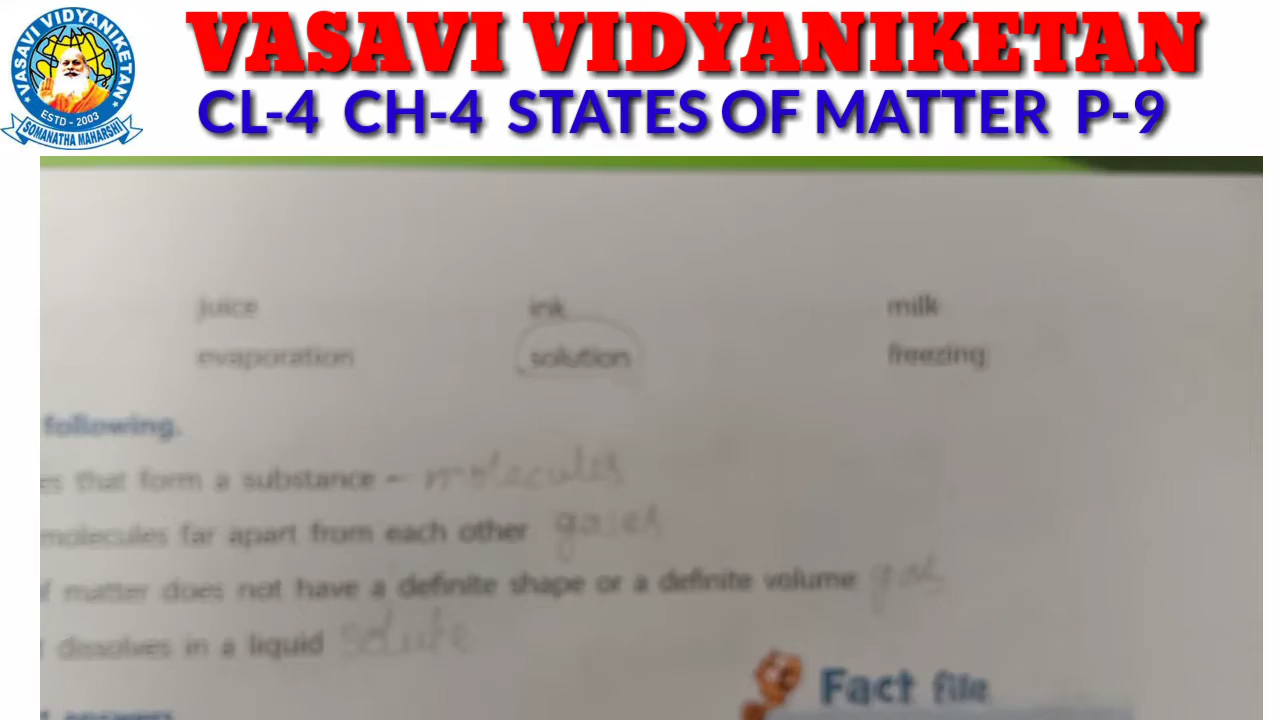 VASAVI VIDYANIKETAN
VASAVI VIDYANIKETAN
ESTD - 2003
SOMANATHA MAHARSHI
CL-4 CH-4 STATES OF MATTER P-9
Juice ink milk
evaporation solution freezing
following.
es that form a substance – molecules
molecules far apart from each other gases
f matter does not have a definite shape or a definite volume gas
t dissolves in a liquid solute
Fact file
answers